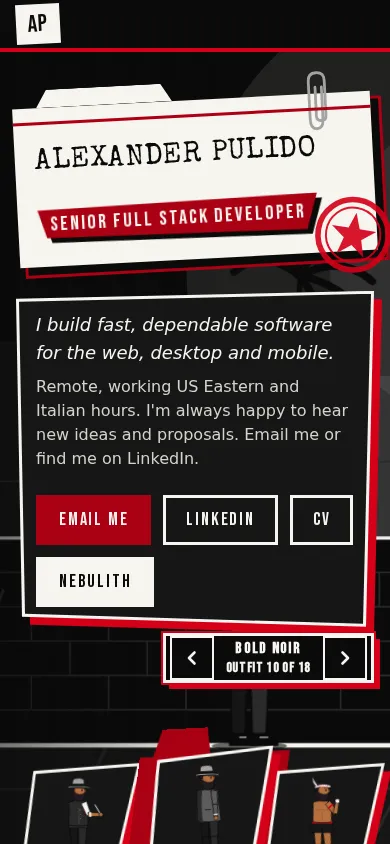 AP
ALEXANDER PULIDO
SENIOR FULL STACK DEVELOPER
I build fast, dependable software
for the web, desktop and mobile.
Remote, working US Eastern and
Italian hours. I'm always happy to hear
new ideas and proposals. Email me or
find me on LinkedIn.
EMAIL ME
LINKEDIN
CV
NEBULITH
BOLD NOIR
OUTFIT 10 OF 18